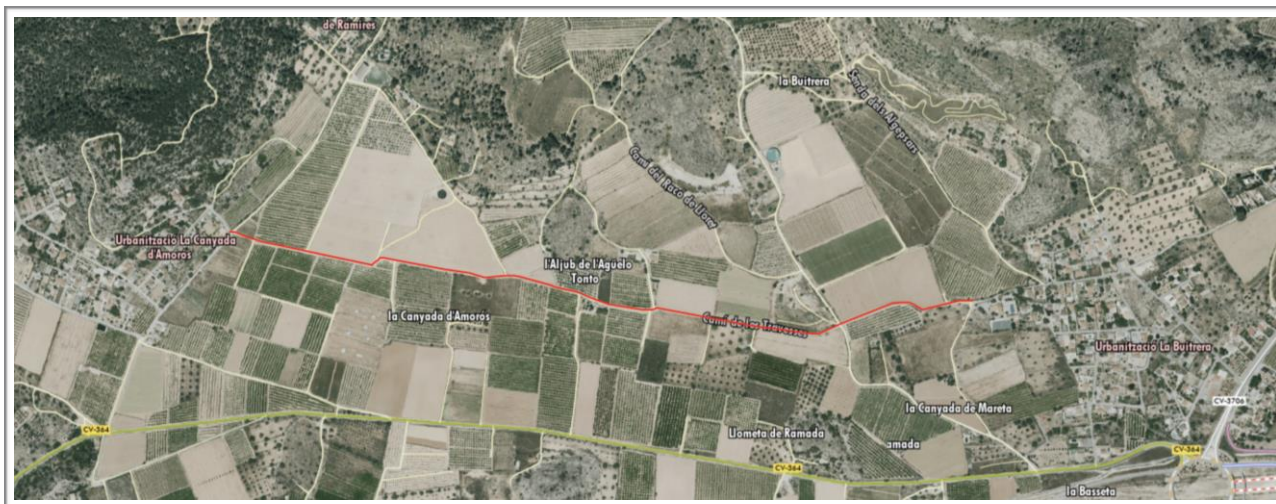 de Ramires
la Buitrera
Senda dels Algepsars
Camí del Racó de Llorer
Urbanització La Canyada
d'Amorós
l'Aljub de l'Agüelo
Tonto
la Canyada d'Amorós
Camí de les Travesses
Urbanització La Buitrera
CV-3706
la Canyada de Mareta
CV-364
Llometa de Ramada
amada
CV-364
CV-364
la Basseta